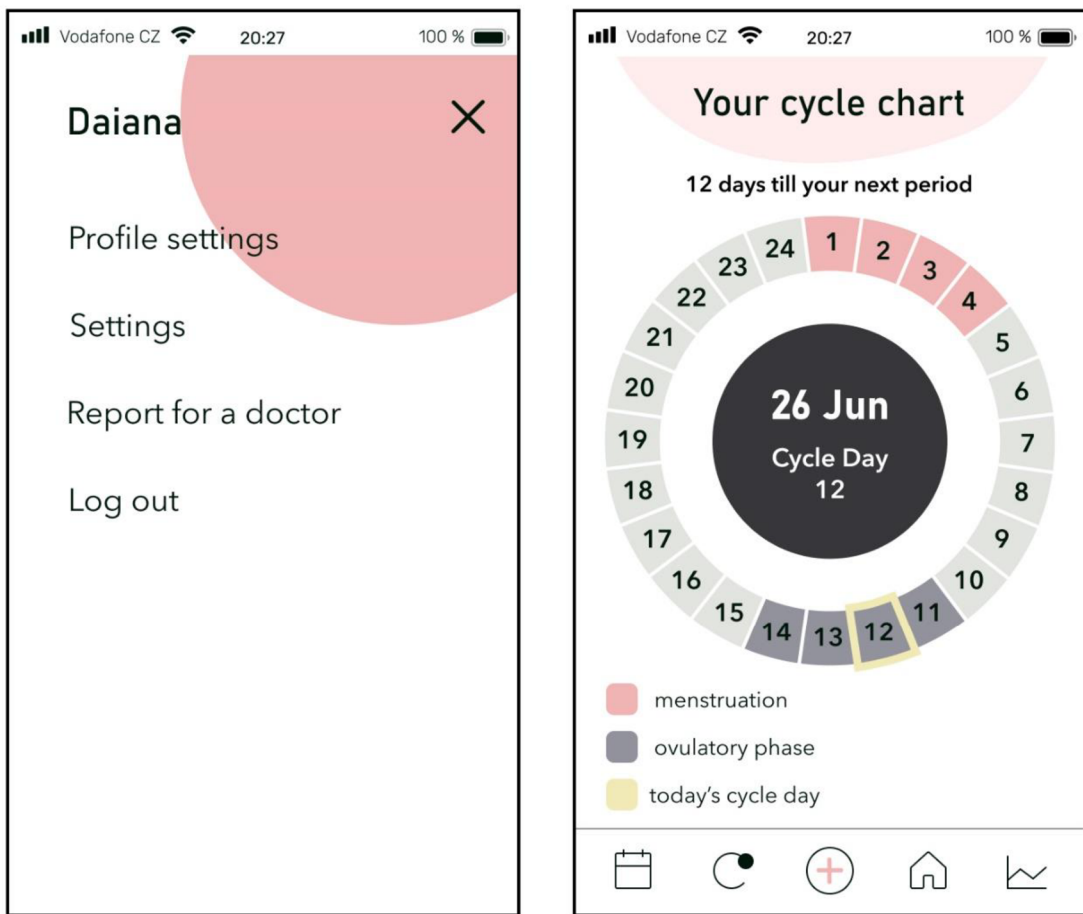 Vodafone CZ 20:27 100 %
Daiana
Profile settings
Settings
Report for a doctor
Log out
Vodafone CZ 20:27 100 %
Your cycle chart
12 days till your next period
1
2
3
4
5
6
7
8
9
10
11
12
13
14
15
16
17
18
19
20
21
22
23
24
26 Jun
Cycle Day
12
menstruation
ovulatory phase
today's cycle day